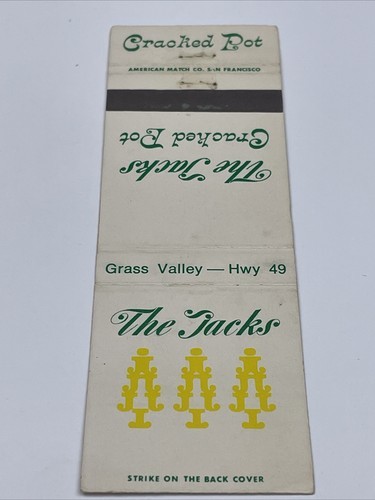 Cracked Pot
AMERICAN MATCH CO. SAN FRANCISCO
Cracked Pot
The Jacks
Grass Valley — Hwy 49
The Jacks
STRIKE ON THE BACK COVER